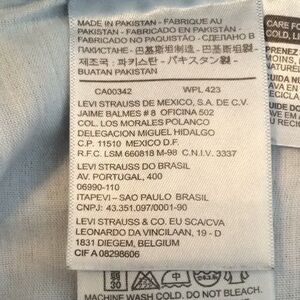 MADE IN PAKISTAN - FABRIQUE AU
PAKISTAN - FABRICADO EN PAKISTAN
FABRICADO NO PAQUISTÃO - СДЕЛАНО В
ПАКИСТАНЕ - 巴基斯坦制造 - 巴基斯坦製
제조국 : 파키스탄 - パキスタン製 -
BUATAN PAKISTAN
CA00342 WPL 423
LEVI STRAUSS DE MEXICO, S.A. DE C.V.
JAIME BALMES # 8 OFICINA 502
COL. LOS MORALES POLANCO
DELEGACION MIGUEL HIDALGO
C.P. 11510 MEXICO D.F.
R.F.C. LSM 660818 M-98 C.N.I.V. 3337
LEVI STRAUSS DO BRASIL
AV. PORTUGAL, 400
06990-110
ITAPEVI – SAO PAULO BRASIL
CNPJ: 43.351.097/0001-90
LEVI STRAUSS & CO. EU SCA/CVA
LEONARDO DA VINCILAAN, 19 - D
1831 DIEGEM, BELGIUM
CIF A 08298606
30
MACHINE WASH COLD. DO NOT BLEACH.
CARE
COLD, L
PRENEZ
MOINS,